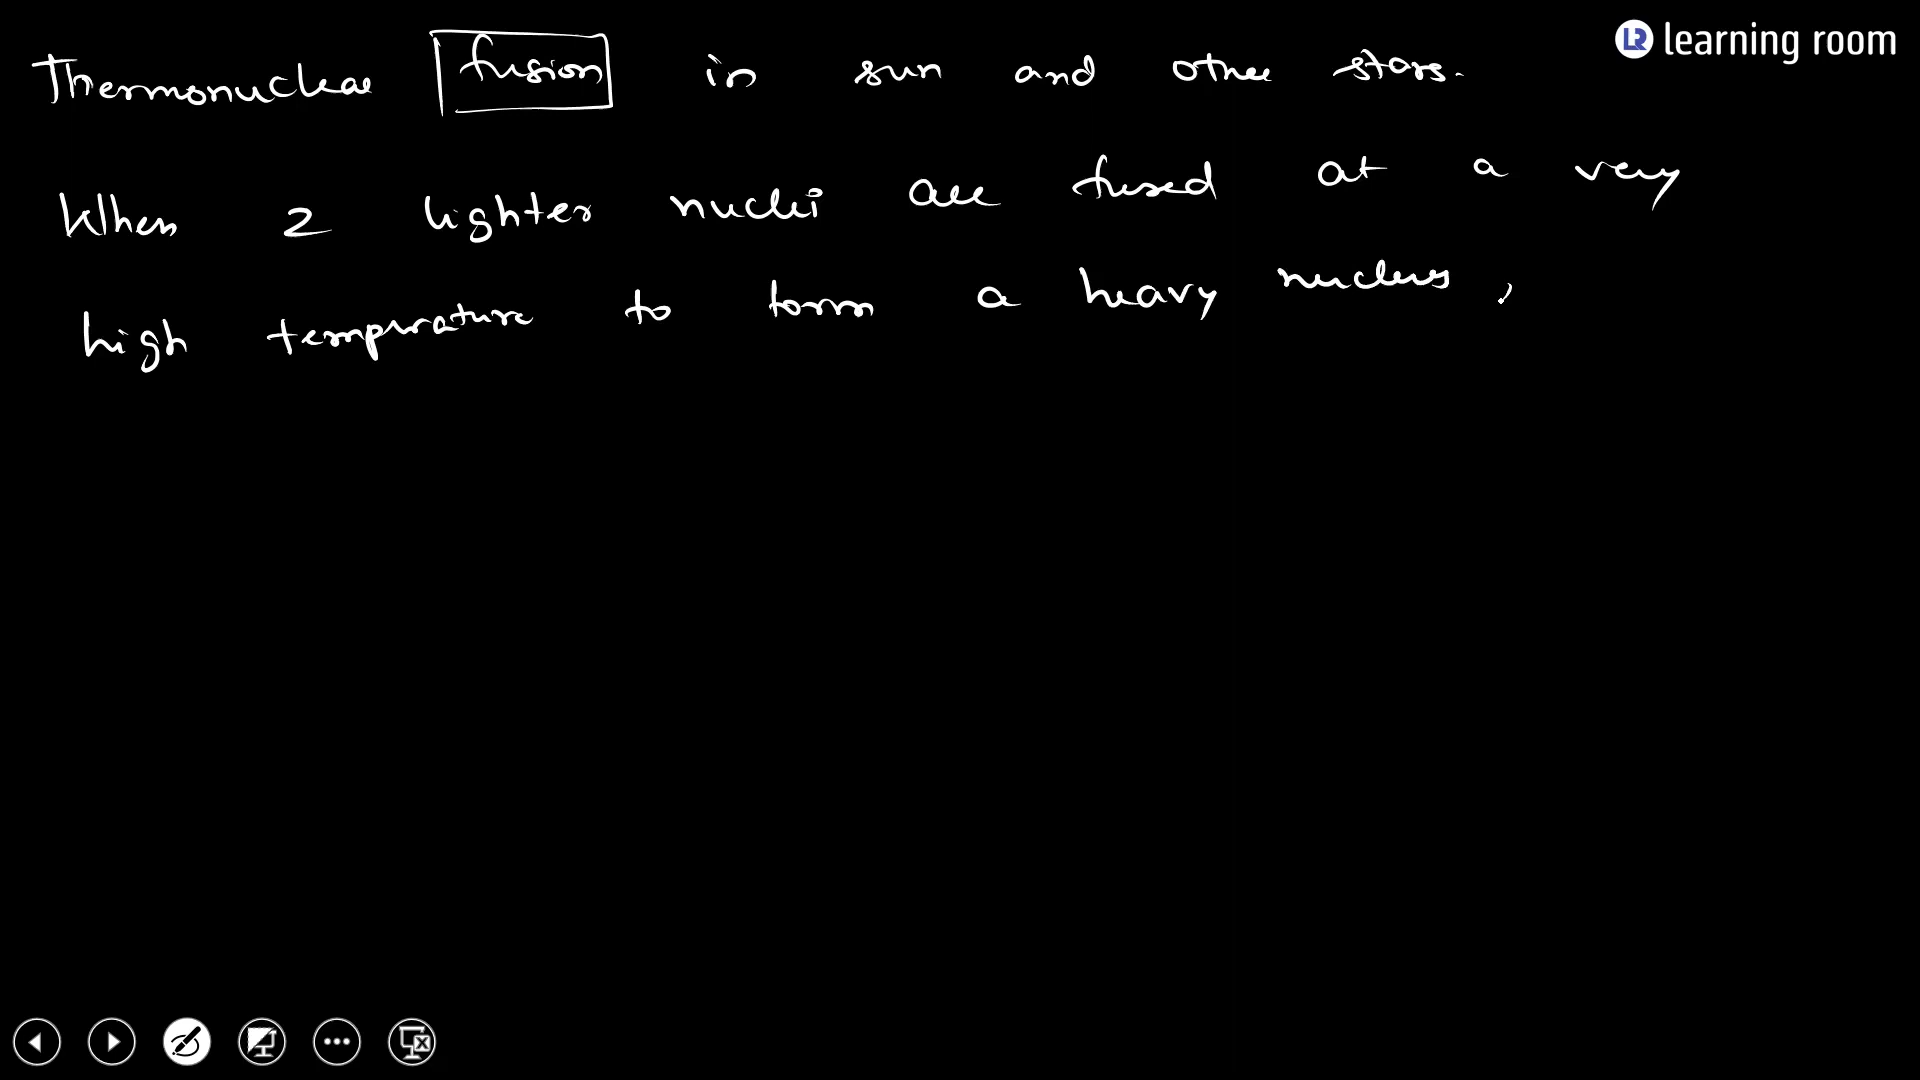 learning room
Thermonuclear fusion in sun and other stars.
When 2 lighter nuclei are fused at a very
high temperature to form a heavy nucleus,